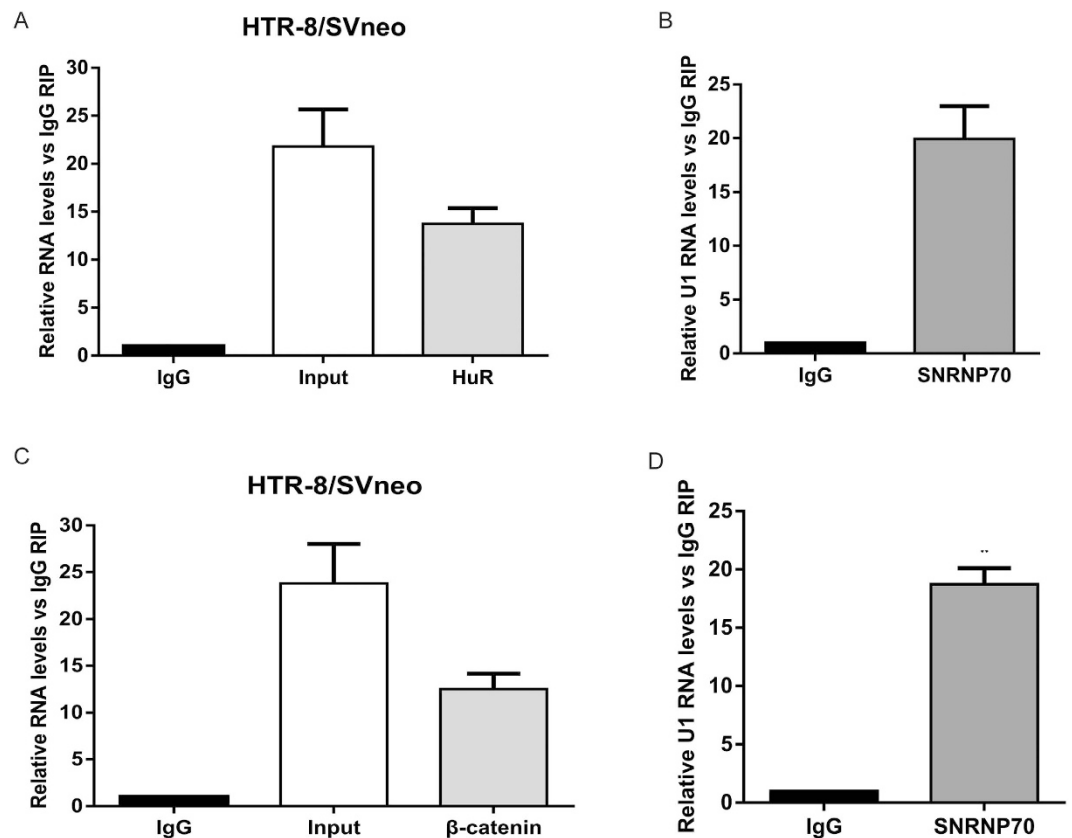 A
HTR-8/SVneo
Relative RNA levels vs IgG RIP
30
25
20
15
10
5
0
IgG Input HuR
B
Relative U1 RNA levels vs IgG RIP
25
20
15
10
5
0
IgG SNRNP70
C
HTR-8/SVneo
Relative RNA levels vs IgG RIP
30
25
20
15
10
5
0
IgG Input β-catenin
D
Relative U1 RNA levels vs IgG RIP
25
20
15
10
5
0
**
IgG SNRNP70